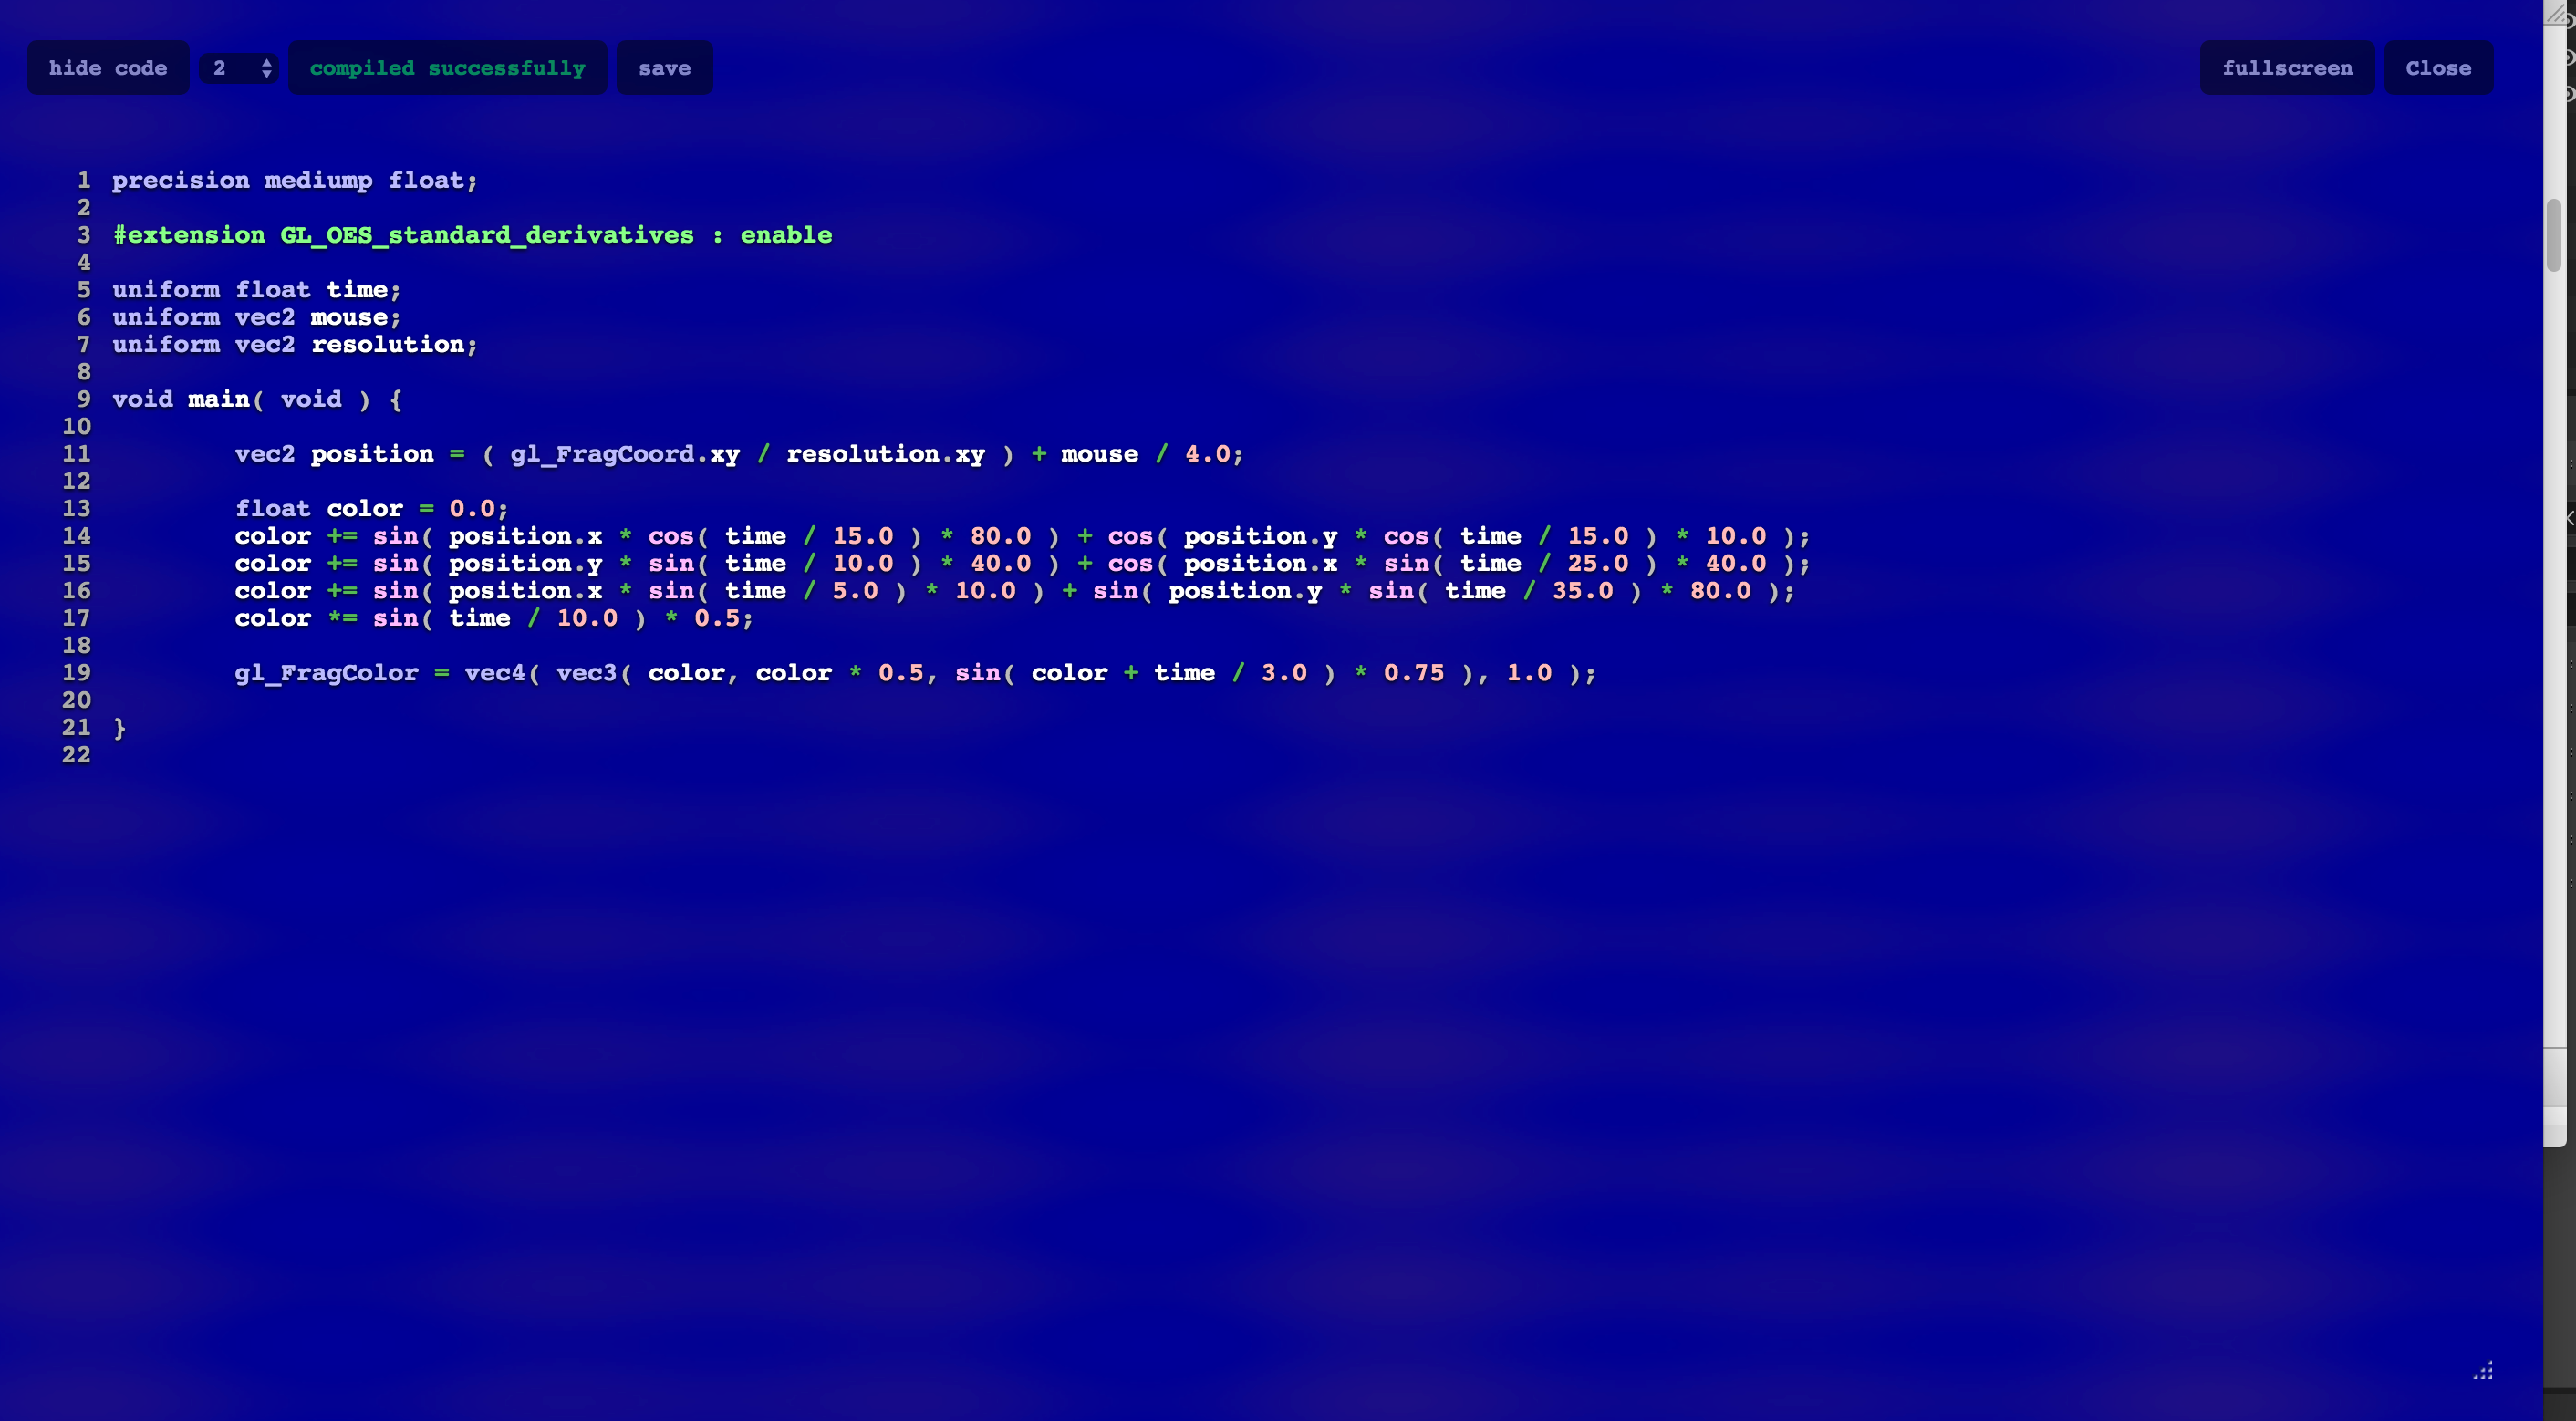 hide code 2 compiled successfully save fullscreen Close
1 precision mediump float;
2
3 #extension GL_OES_standard_derivatives : enable
4
5 uniform float time;
6 uniform vec2 mouse;
7 uniform vec2 resolution;
8
9 void main( void ) {
10
11 vec2 position = ( gl_FragCoord.xy / resolution.xy ) + mouse / 4.0;
12
13 float color = 0.0;
14 color += sin( position.x * cos( time / 15.0 ) * 80.0 ) + cos( position.y * cos( time / 15.0 ) * 10.0 );
15 color += sin( position.y * sin( time / 10.0 ) * 40.0 ) + cos( position.x * sin( time / 25.0 ) * 40.0 );
16 color += sin( position.x * sin( time / 5.0 ) * 10.0 ) + sin( position.y * sin( time / 35.0 ) * 80.0 );
17 color *= sin( time / 10.0 ) * 0.5;
18
19 gl_FragColor = vec4( vec3( color, color * 0.5, sin( color + time / 3.0 ) * 0.75 ), 1.0 );
20
21 }
22